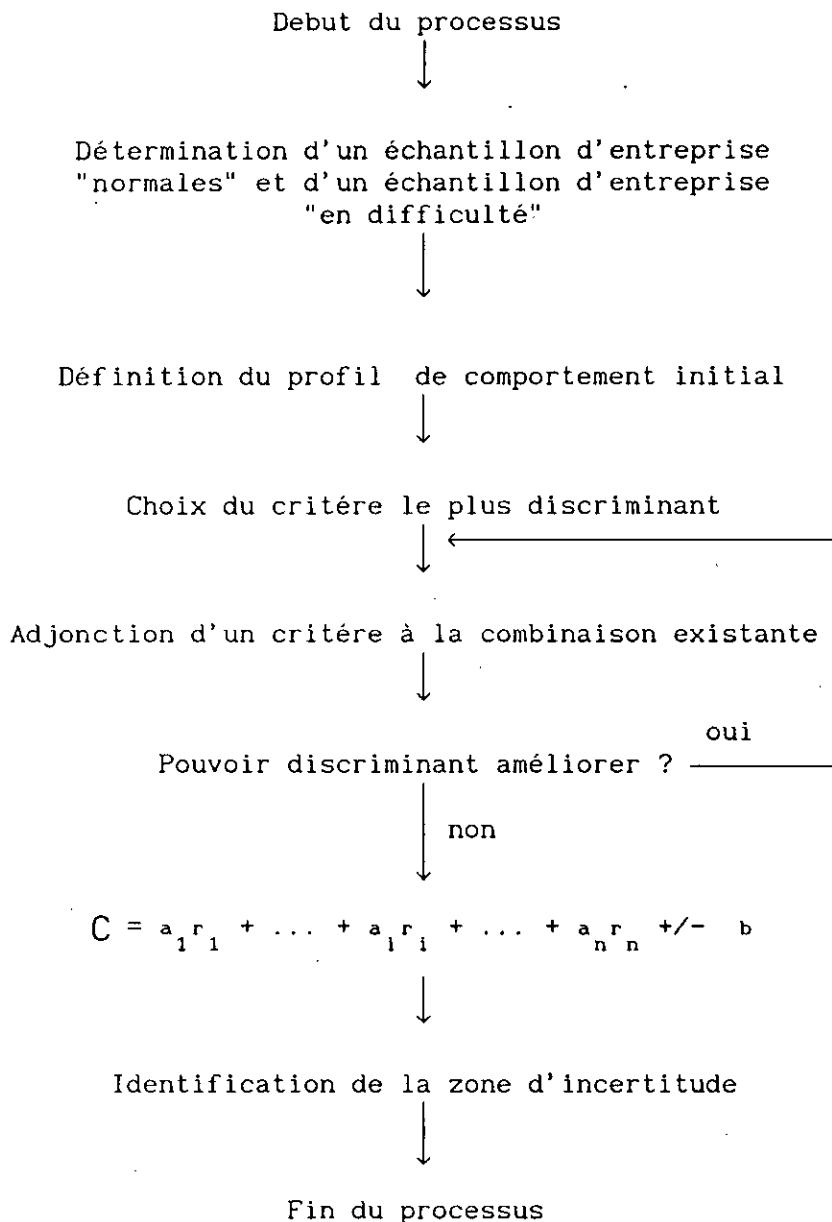 Debut du processus
Détermination d'un échantillon d'entreprise
"normales" et d'un échantillon d'entreprise
"en difficulté"
Définition du profil de comportement initial
Choix du critére le plus discriminant
Adjonction d'un critére à la combinaison existante
oui
Pouvoir discriminant améliorer ?
non
C = a₁r₁ + ... + aᵢrᵢ + ... + aₙrₙ +/- b
Identification de la zone d'incertitude
Fin du processus